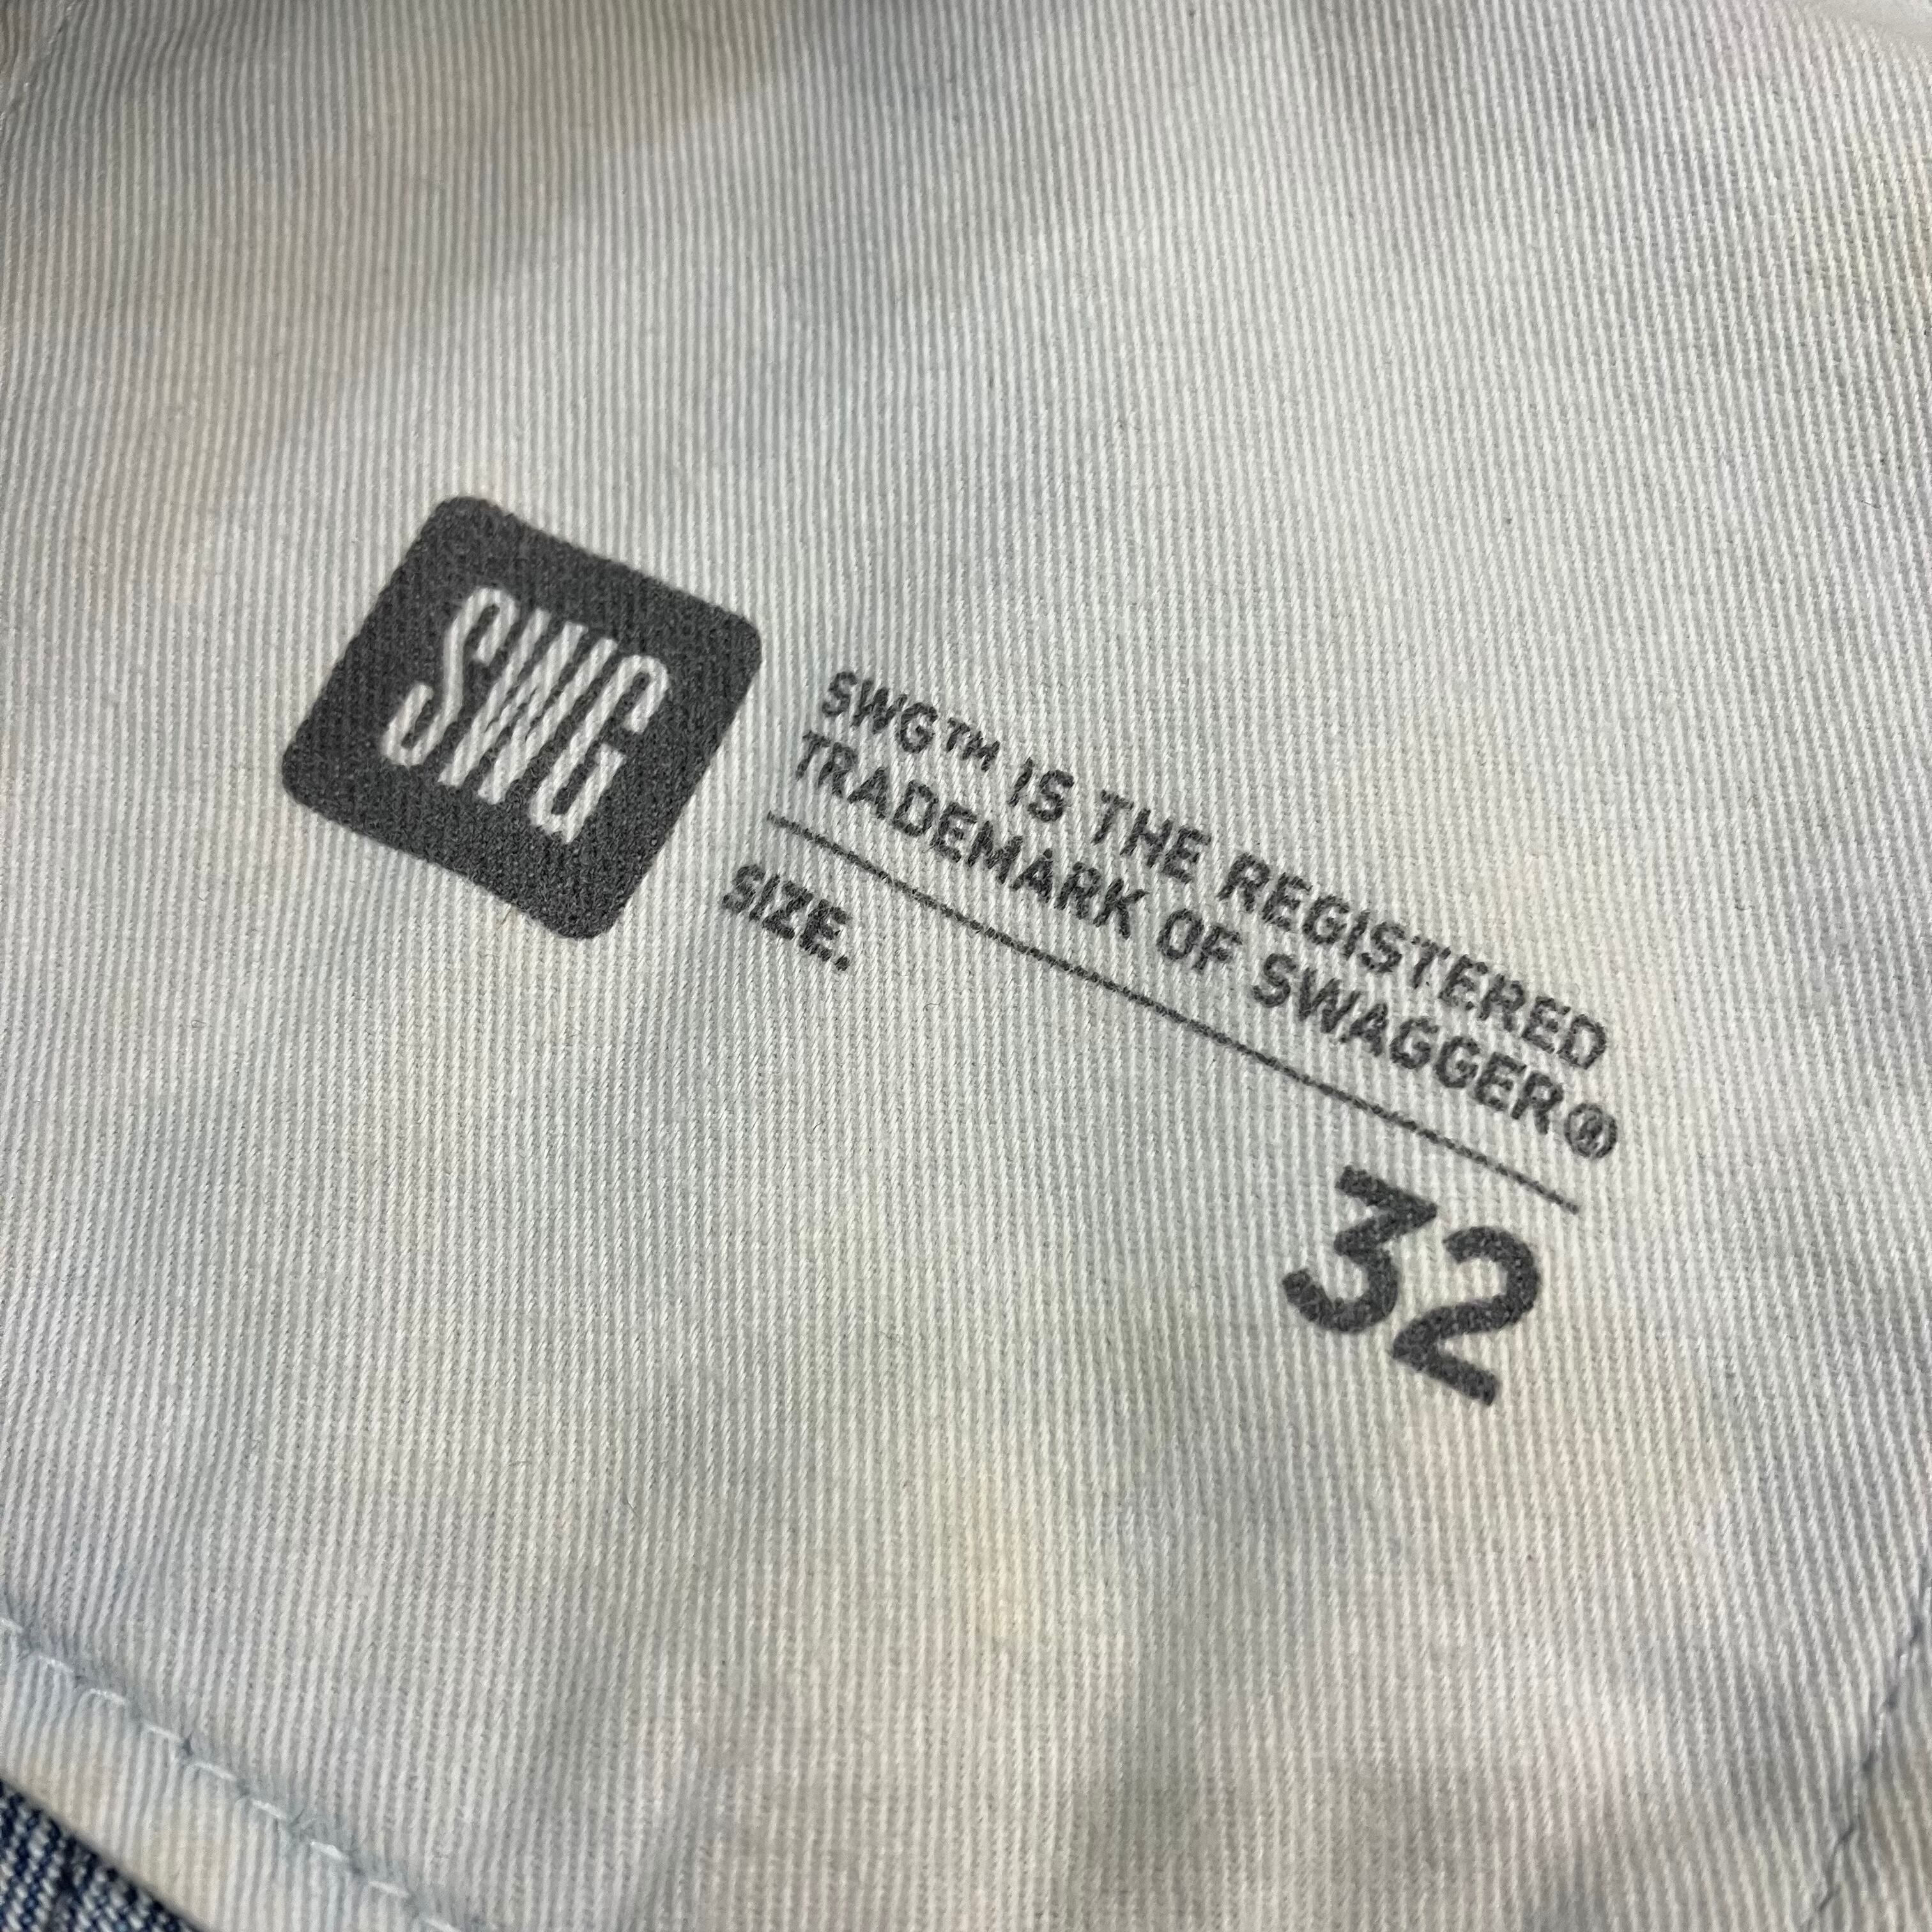 SWG
SWG™ IS THE REGISTERED
TRADEMARK OF SWAGGER®
SIZE.
32